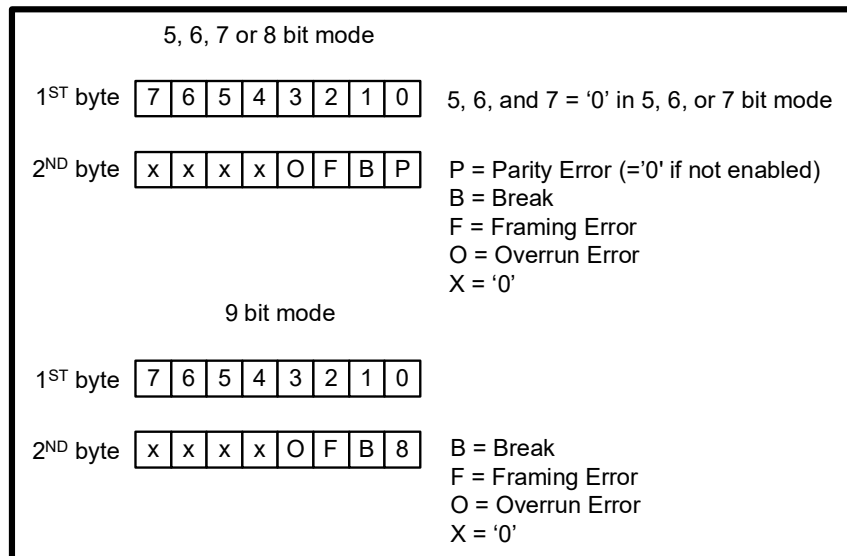 5, 6, 7 or 8 bit mode
1ST byte 7 6 5 4 3 2 1 0 5, 6, and 7 = ‘0’ in 5, 6, or 7 bit mode
2ND byte x x x x O F B P P = Parity Error (=’0' if not enabled)
B = Break
F = Framing Error
O = Overrun Error
X = ‘0’
9 bit mode
1ST byte 7 6 5 4 3 2 1 0
2ND byte x x x x O F B 8 B = Break
F = Framing Error
O = Overrun Error
X = ‘0’